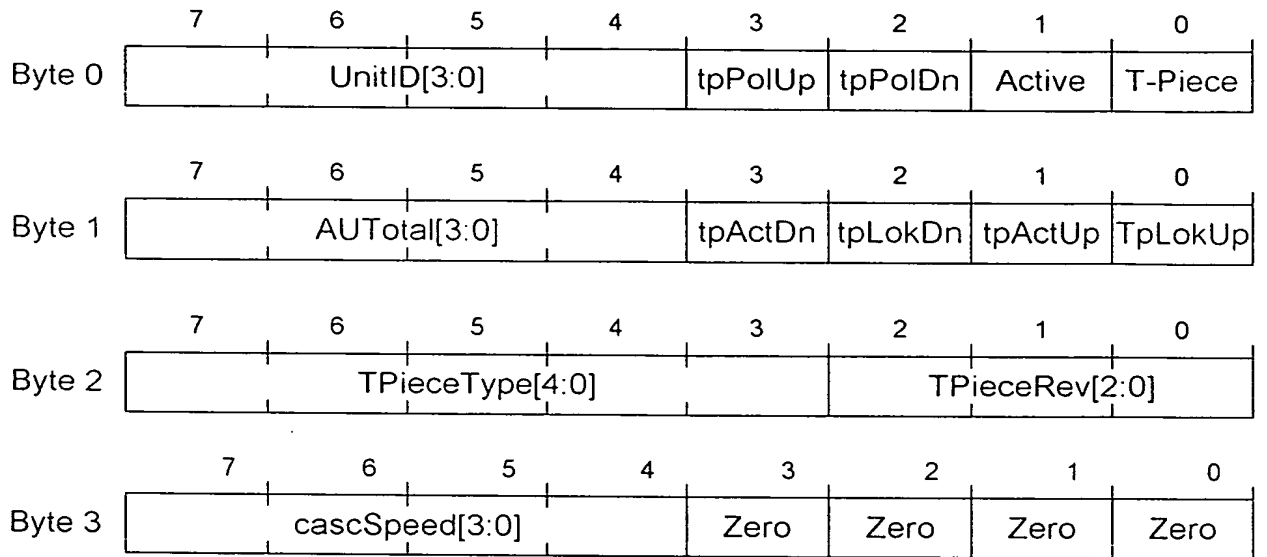 7 6 5 4 3 2 1 0
Byte 0 UnitID[3:0] tpPolUp tpPolDn Active T-Piece
7 6 5 4 3 2 1 0
Byte 1 AUTotal[3:0] tpActDn tpLokDn tpActUp TpLokUp
7 6 5 4 3 2 1 0
Byte 2 TPieceType[4:0] TPieceRev[2:0]
7 6 5 4 3 2 1 0
Byte 3 cascSpeed[3:0] Zero Zero Zero Zero